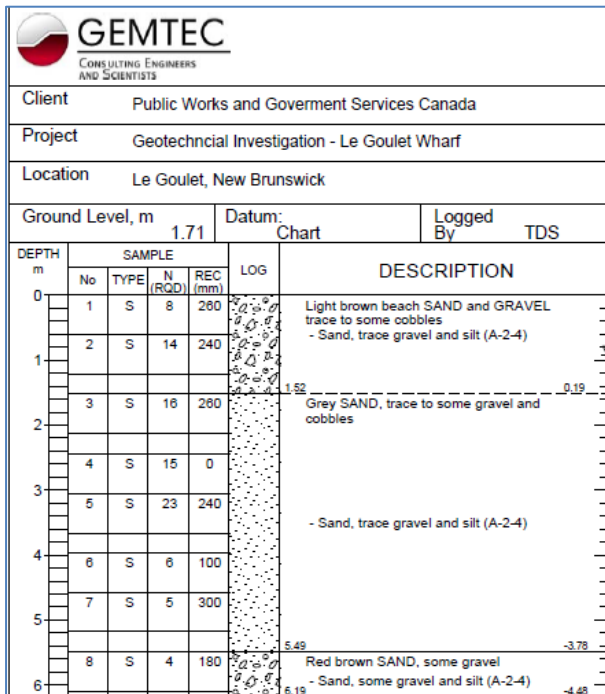 GEMTEC
CONSULTING ENGINEERS
AND SCIENTISTS
Client Public Works and Goverment Services Canada
Project Geotechncial Investigation - Le Goulet Wharf
Location Le Goulet, New Brunswick
Ground Level, m 1.71 Datum: Chart Logged By TDS
DEPTH m SAMPLE LOG DESCRIPTION
No TYPE N (RQD) REC (mm)
0
1 S 8 260 Light brown beach SAND and GRAVEL
trace to some cobbles
- Sand, trace gravel and silt (A-2-4)
2 S 14 240
1
1.52 0.19
3 S 16 260 Grey SAND, trace to some gravel and
cobbles
2
4 S 15 0
3
5 S 23 240
- Sand, trace gravel and silt (A-2-4)
4
6 S 6 100
7 S 5 300
5
5.49 -3.78
8 S 4 180 Red brown SAND, some gravel
- Sand, some gravel and silt (A-2-4)
6
6.19 -4.48